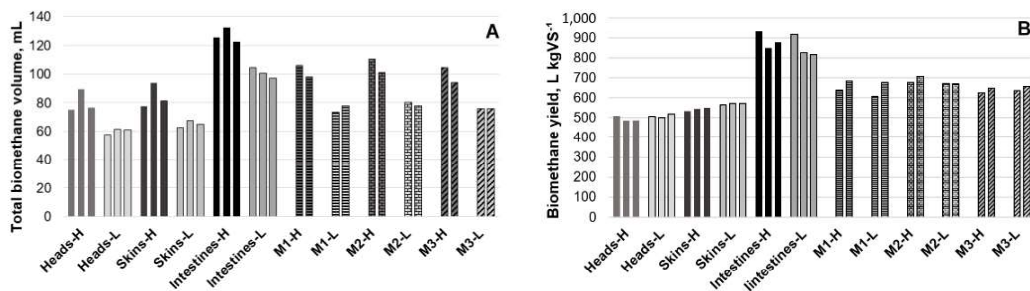 A
Total biomethane volume, mL
140
120
100
80
60
40
20
0
Heads-H
Heads-L
Skins-H
Skins-L
Intestines-H
Intestines-L
M1-H
M1-L
M2-H
M2-L
M3-H
M3-L
B
Biomethane yield, L kgVS⁻¹
1,000
900
800
700
600
500
400
300
200
100
0
Heads-H
Heads-L
Skins-H
Skins-L
Intestines-H
Iintestines-L
M1-H
M1-L
M2-H
M2-L
M3-H
M3-L